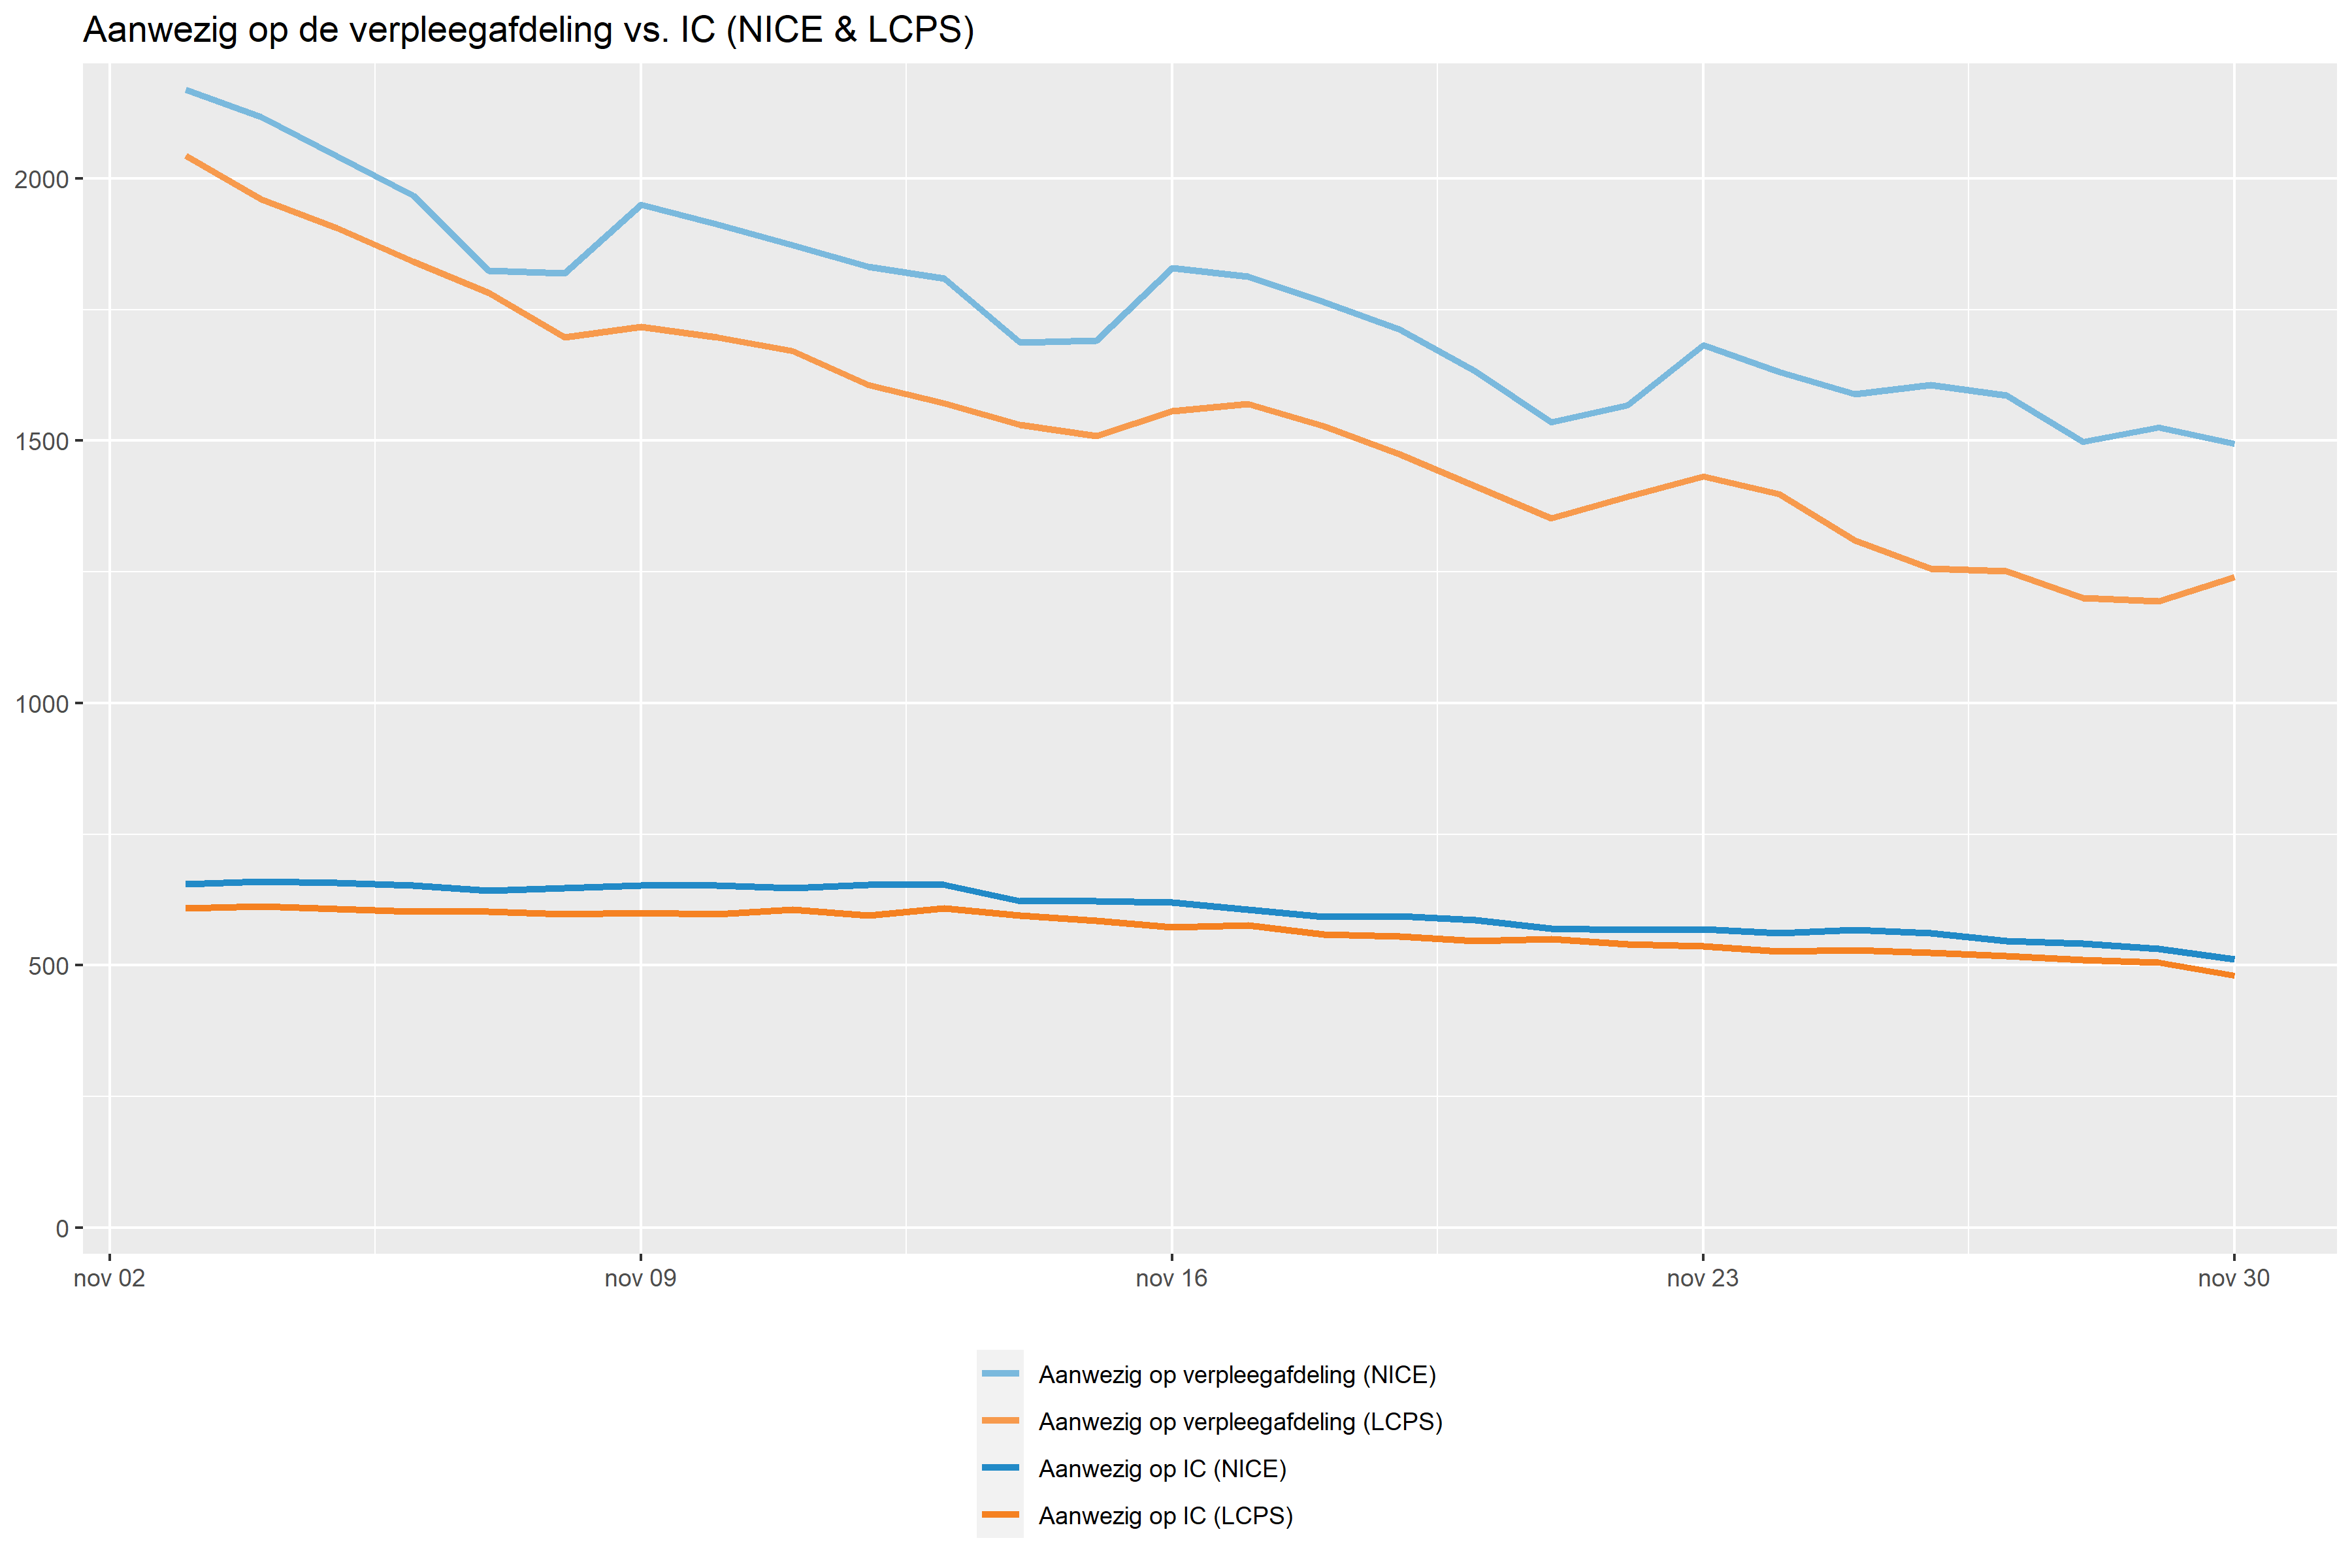 Aanwezig op de verpleegafdeling vs. IC (NICE & LCPS)
2000
1500
1000
500
0
nov 02 nov 09 nov 16 nov 23 nov 30
Aanwezig op verpleegafdeling (NICE)
Aanwezig op verpleegafdeling (LCPS)
Aanwezig op IC (NICE)
Aanwezig op IC (LCPS)